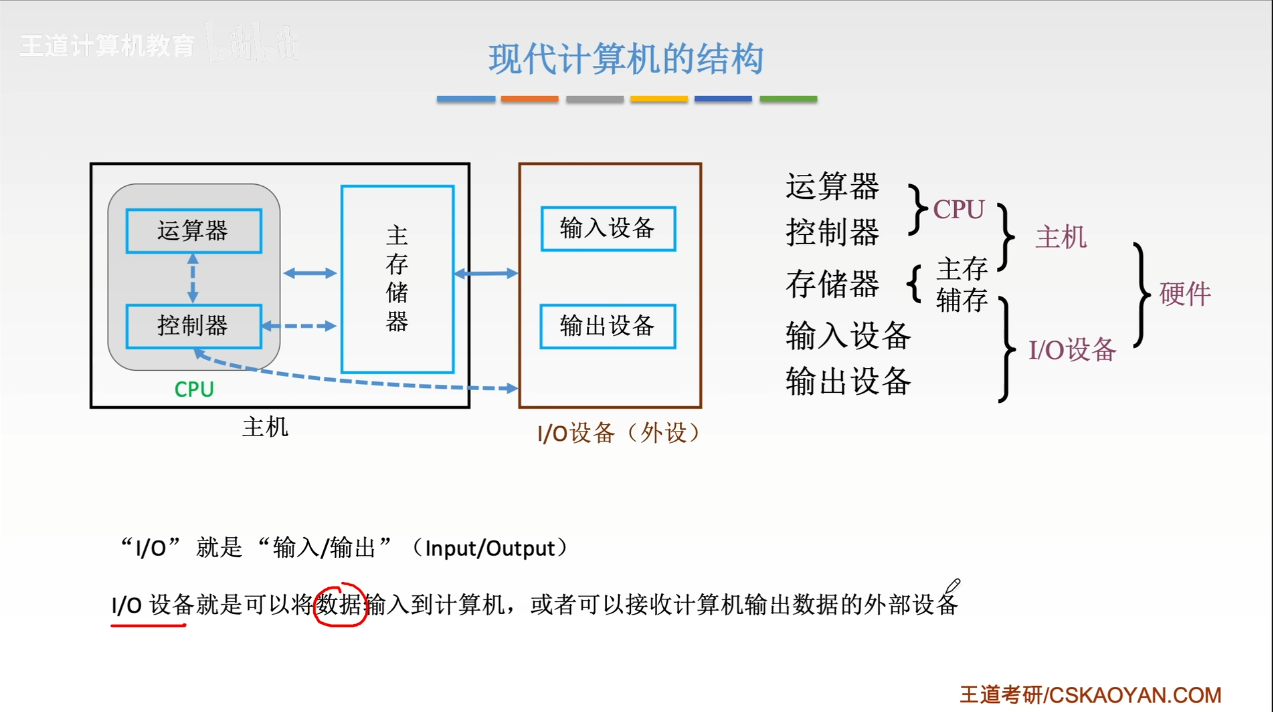 王道计算机教育
现代计算机的结构
运算器
控制器
CPU
主存储器
主机
输入设备
输出设备
I/O设备（外设）
运算器
控制器
CPU
存储器
主存
辅存
主机
输入设备
输出设备
I/O设备
硬件
“I/O” 就是 “输入/输出”（Input/Output）
I/O 设备就是可以将数据输入到计算机，或者可以接收计算机输出数据的外部设备
王道考研/CSKAOYAN.COM